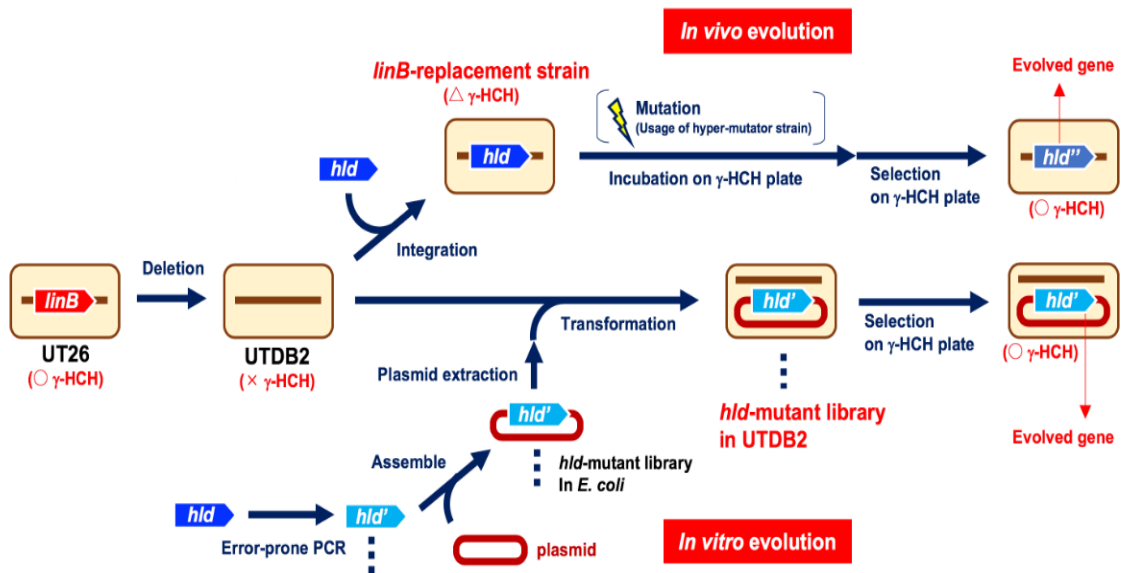 In vivo evolution
linB-replacement strain
(△ γ-HCH)
Evolved gene
Mutation
(Usage of hyper-mutator strain)
hld
hld
hld''
Incubation on γ-HCH plate
Selection
on γ-HCH plate
(○ γ-HCH)
Integration
Deletion
linB
UT26
(○ γ-HCH)
UTDB2
(× γ-HCH)
Transformation
hld'
Selection
on γ-HCH plate
hld'
(○ γ-HCH)
Plasmid extraction
hld'
hld-mutant library
in UTDB2
Evolved gene
Assemble
hld-mutant library
In E. coli
hld
Error-prone PCR
hld'
plasmid
In vitro evolution